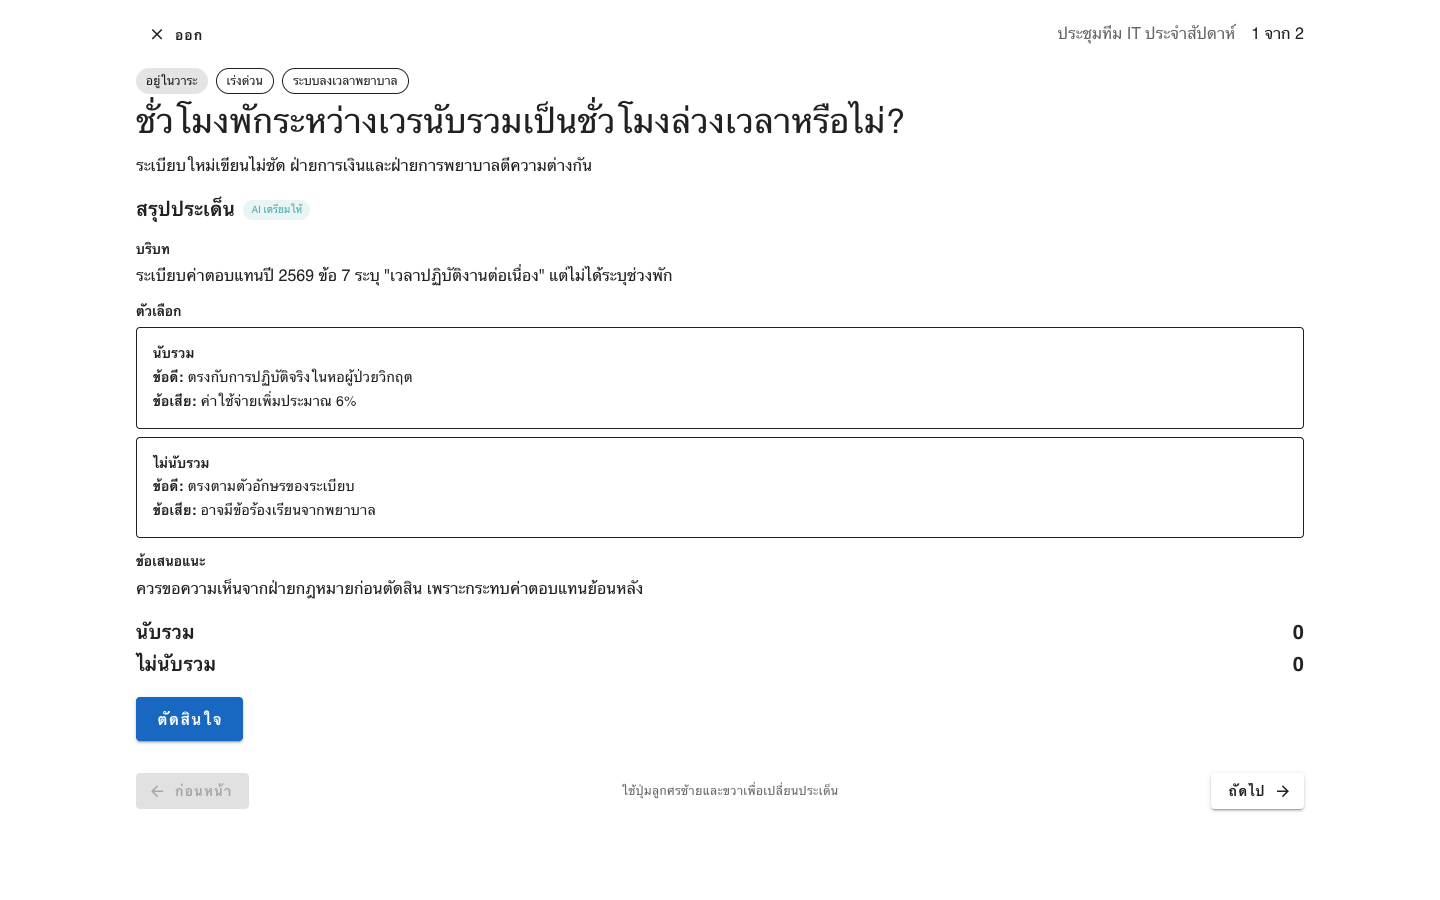 ออก
ประชุมทีม IT ประจำสัปดาห์ 1 จาก 2
อยู่ในวาระ เร่งด่วน ระบบลงเวลาพยาบาล
ชั่วโมงพักระหว่างเวรนับรวมเป็นชั่วโมงล่วงเวลาหรือไม่?
ระเบียบใหม่เขียนไม่ชัด ฝ่ายการเงินและฝ่ายการพยาบาลตีความต่างกัน
สรุปประเด็น AI เตรียมให้
บริบท
ระเบียบค่าตอบแทนปี 2569 ข้อ 7 ระบุ "เวลาปฏิบัติงานต่อเนื่อง" แต่ไม่ได้ระบุช่วงพัก
ตัวเลือก
นับรวม
ข้อดี: ตรงกับการปฏิบัติจริงในหอผู้ป่วยวิกฤต
ข้อเสีย: ค่าใช้จ่ายเพิ่มประมาณ 6%
ไม่นับรวม
ข้อดี: ตรงตามตัวอักษรของระเบียบ
ข้อเสีย: อาจมีข้อร้องเรียนจากพยาบาล
ข้อเสนอแนะ
ควรขอความเห็นจากฝ่ายกฎหมายก่อนตัดสิน เพราะกระทบค่าตอบแทนย้อนหลัง
นับรวม 0
ไม่นับรวม 0
ตัดสินใจ
ก่อนหน้า ใช้ปุ่มลูกศรซ้ายและขวาเพื่อเปลี่ยนประเด็น ถัดไป